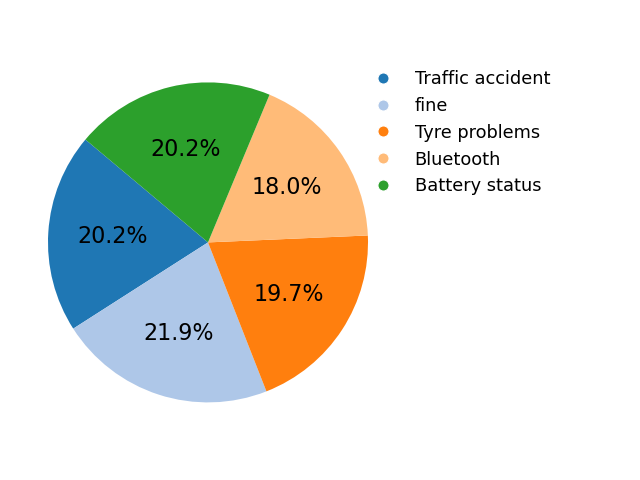 Traffic accident
fine
Tyre problems
Bluetooth
Battery status
20.2%
18.0%
20.2%
19.7%
21.9%